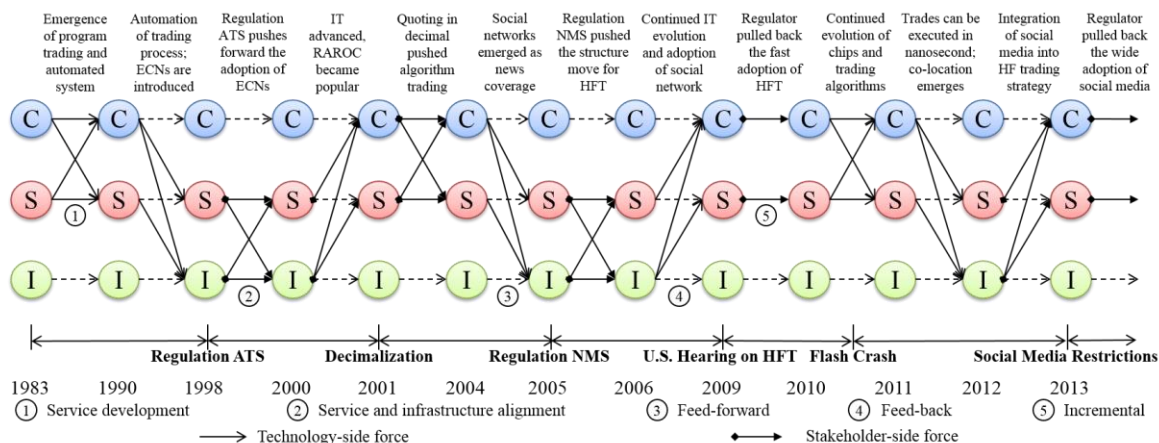 Emergence of program trading and automated system
Automation of trading process; ECNs are introduced
Regulation ATS pushes forward the adoption of ECNs
IT advanced, RAROC became popular
Quoting in decimal pushed algorithm trading
Social networks emerged as news coverage
Regulation NMS pushed the structure move for HFT
Continued IT evolution and adoption of social network
Regulator pulled back the fast adoption of HFT
Continued evolution of chips and trading algorithms
Trades can be executed in nanosecond; co-location emerges
Integration of social media into HF trading strategy
Regulator pulled back the wide adoption of social media
C C C C C C C C C C C C C
S S S S S S S S S S S S S
1 5
I I I I I I I I I I I I I
2 3 4
Regulation ATS Decimalization Regulation NMS U.S. Hearing on HFT Flash Crash Social Media Restrictions
1983 1990 1998 2000 2001 2004 2005 2006 2009 2010 2011 2012 2013
1 Service development 2 Service and infrastructure alignment 3 Feed-forward 4 Feed-back 5 Incremental
Technology-side force Stakeholder-side force